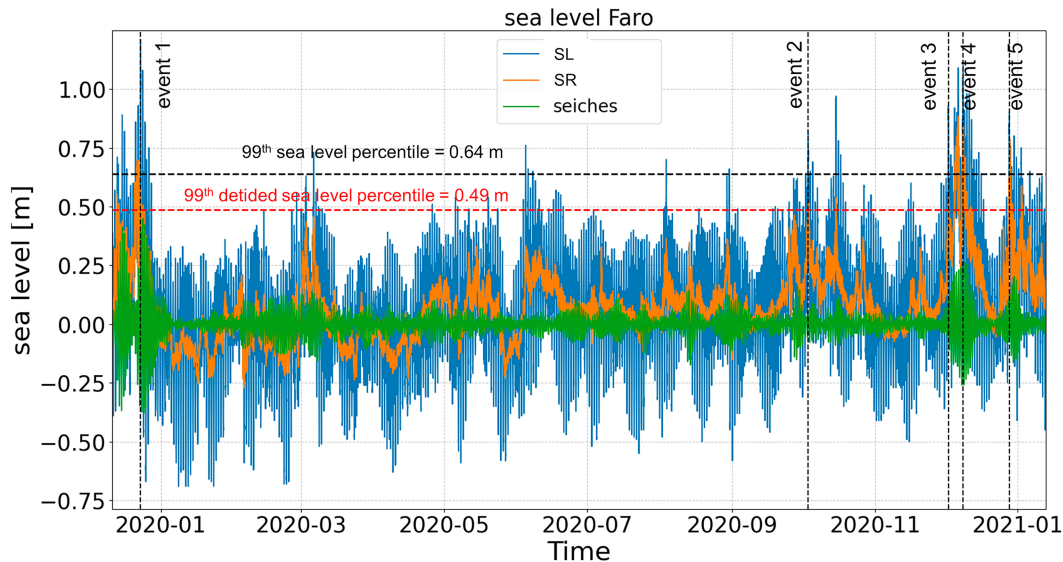 sea level Faro
SL
SR
seiches
event 1
event 2
event 3
event 4
event 5
99th sea level percentile = 0.64 m
99th detided sea level percentile = 0.49 m
sea level [m]
1.00
0.75
0.50
0.25
0.00
−0.25
−0.50
−0.75
2020-01 2020-03 2020-05 2020-07 2020-09 2020-11 2021-01
Time